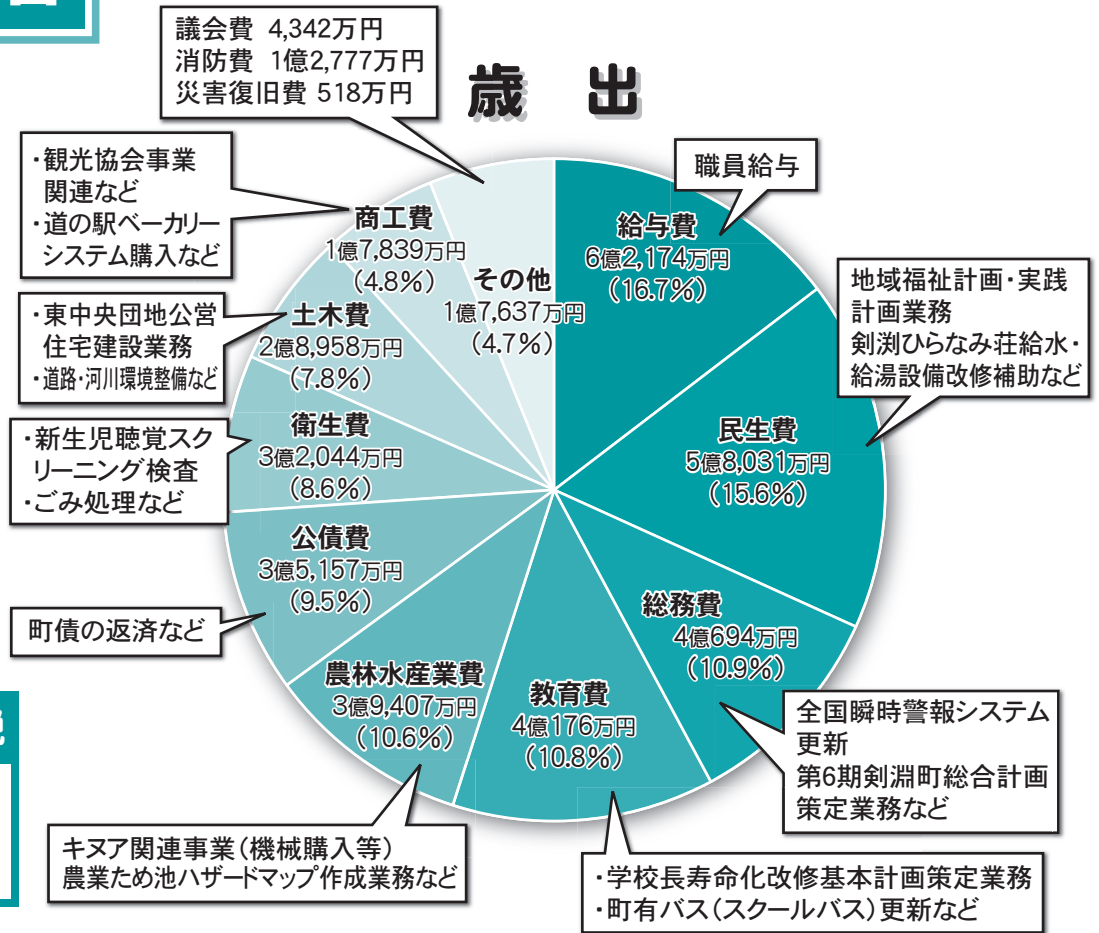 歳 出
議会費 4,342万円
消防費 1億2,777万円
災害復旧費 518万円
職員給与
給与費
6億2,174万円
(16.7%)
地域福祉計画・実践
計画業務
剣渕ひらなみ荘給水・
給湯設備改修補助など
民生費
5億8,031万円
(15.6%)
総務費
4億694万円
(10.9%)
全国瞬時警報システム
更新
第6期剣淵町総合計画
策定業務など
教育費
4億176万円
(10.8%)
・学校長寿命化改修基本計画策定業務
・町有バス(スクールバス)更新など
農林水産業費
3億9,407万円
(10.6%)
キヌア関連事業(機械購入等)
農業ため池ハザードマップ作成業務など
公債費
3億5,157万円
(9.5%)
町債の返済など
衛生費
3億2,044万円
(8.6%)
・新生児聴覚スク
リーニング検査
・ごみ処理など
土木費
2億8,958万円
(7.8%)
・東中央団地公営
住宅建設業務
・道路・河川環境整備など
商工費
1億7,839万円
(4.8%)
・観光協会事業
関連など
・道の駅ベーカリー
システム購入など
その他
1億7,637万円
(4.7%)